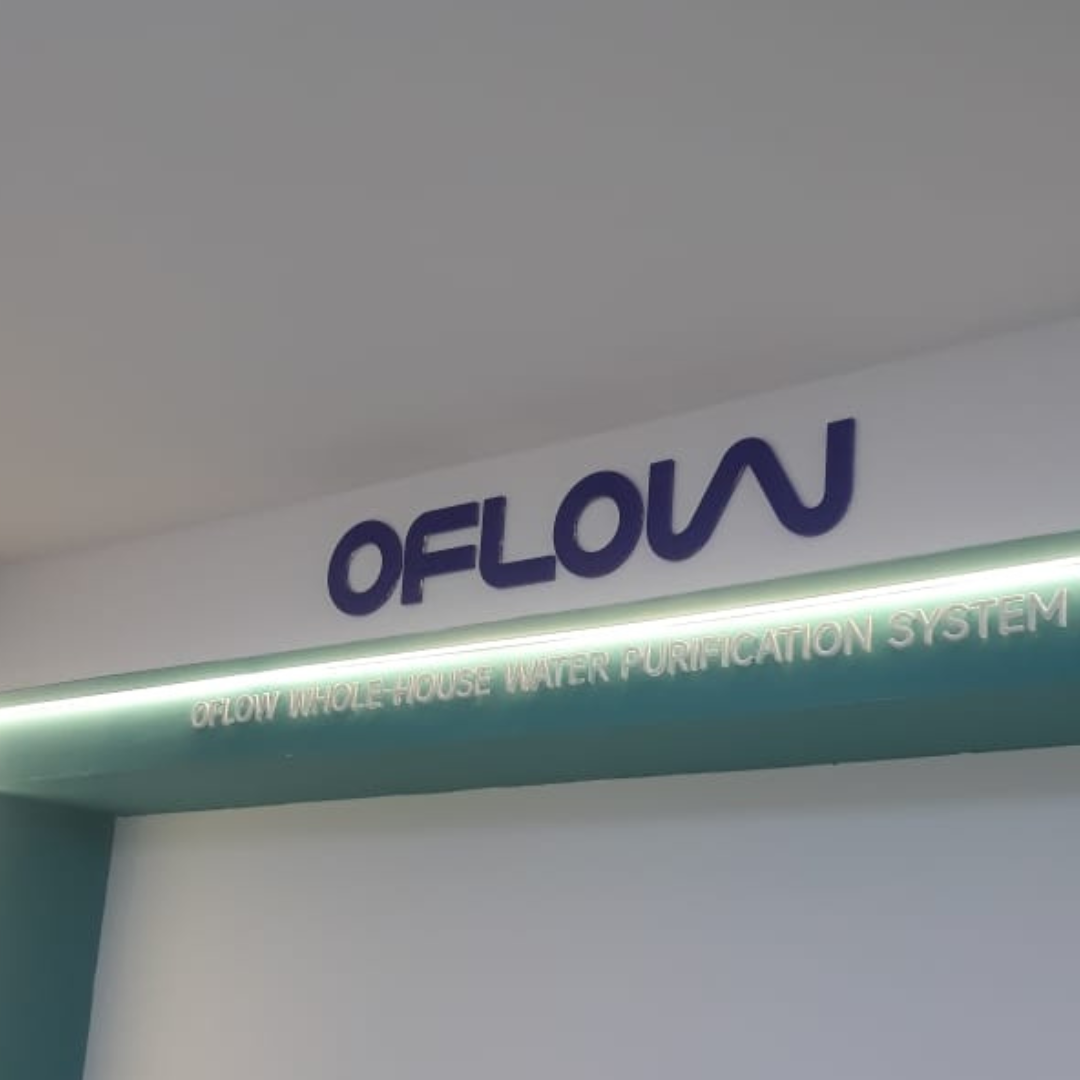 OFLOW
OFLOW WHOLE-HOUSE WATER PURIFICATION SYSTEM